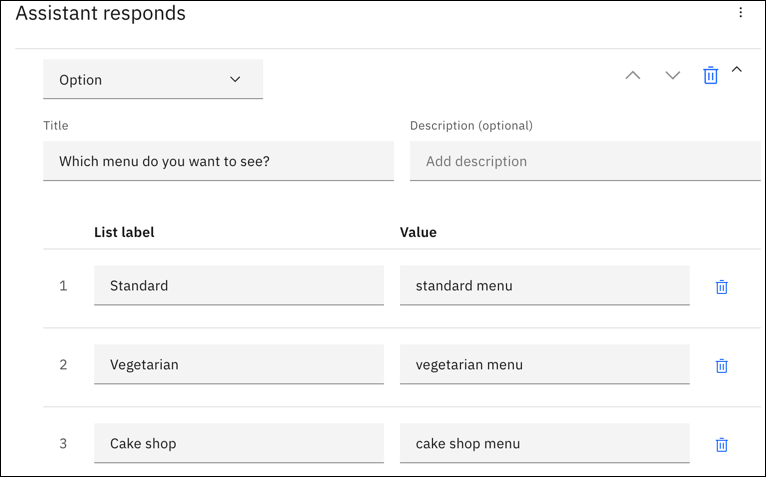 Assistant responds
Option
Title Description (optional)
Which menu do you want to see? Add description
List label Value
1 Standard standard menu
2 Vegetarian vegetarian menu
3 Cake shop cake shop menu